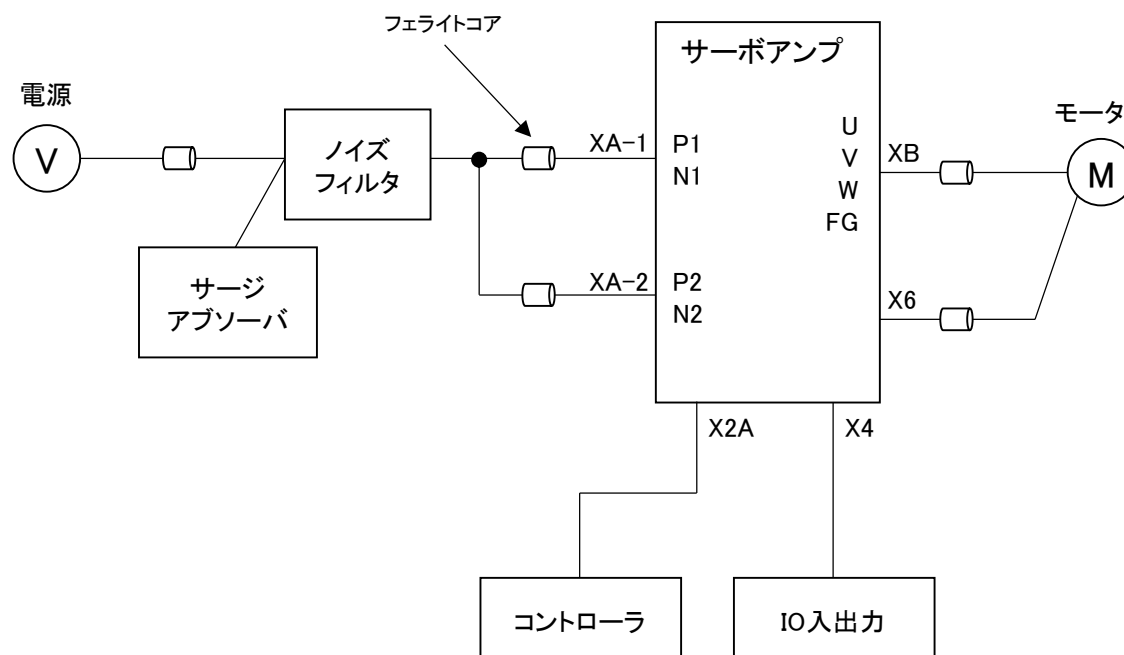 フェライトコア
サーボアンプ
電源
V
ノイズ
フィルタ
サージ
アブソーバ
XA-1
P1
N1
XA-2
P2
N2
U
V
W
FG
XB
X6
モータ
M
X2A
X4
コントローラ
IO入出力